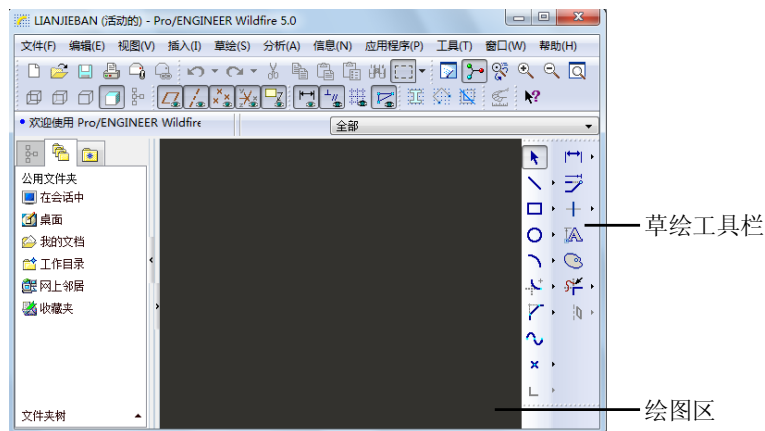 LIANJIEBAN (活动的) - Pro/ENGINEER Wildfire 5.0
文件(F) 编辑(E) 视图(V) 插入(I) 草绘(S) 分析(A) 信息(N) 应用程序(P) 工具(T) 窗口(W) 帮助(H)
• 欢迎使用 Pro/ENGINEER Wildfire
全部
公用文件夹
在会话中
桌面
我的文档
工作目录
网上邻居
收藏夹
文件夹树
草绘工具栏
绘图区